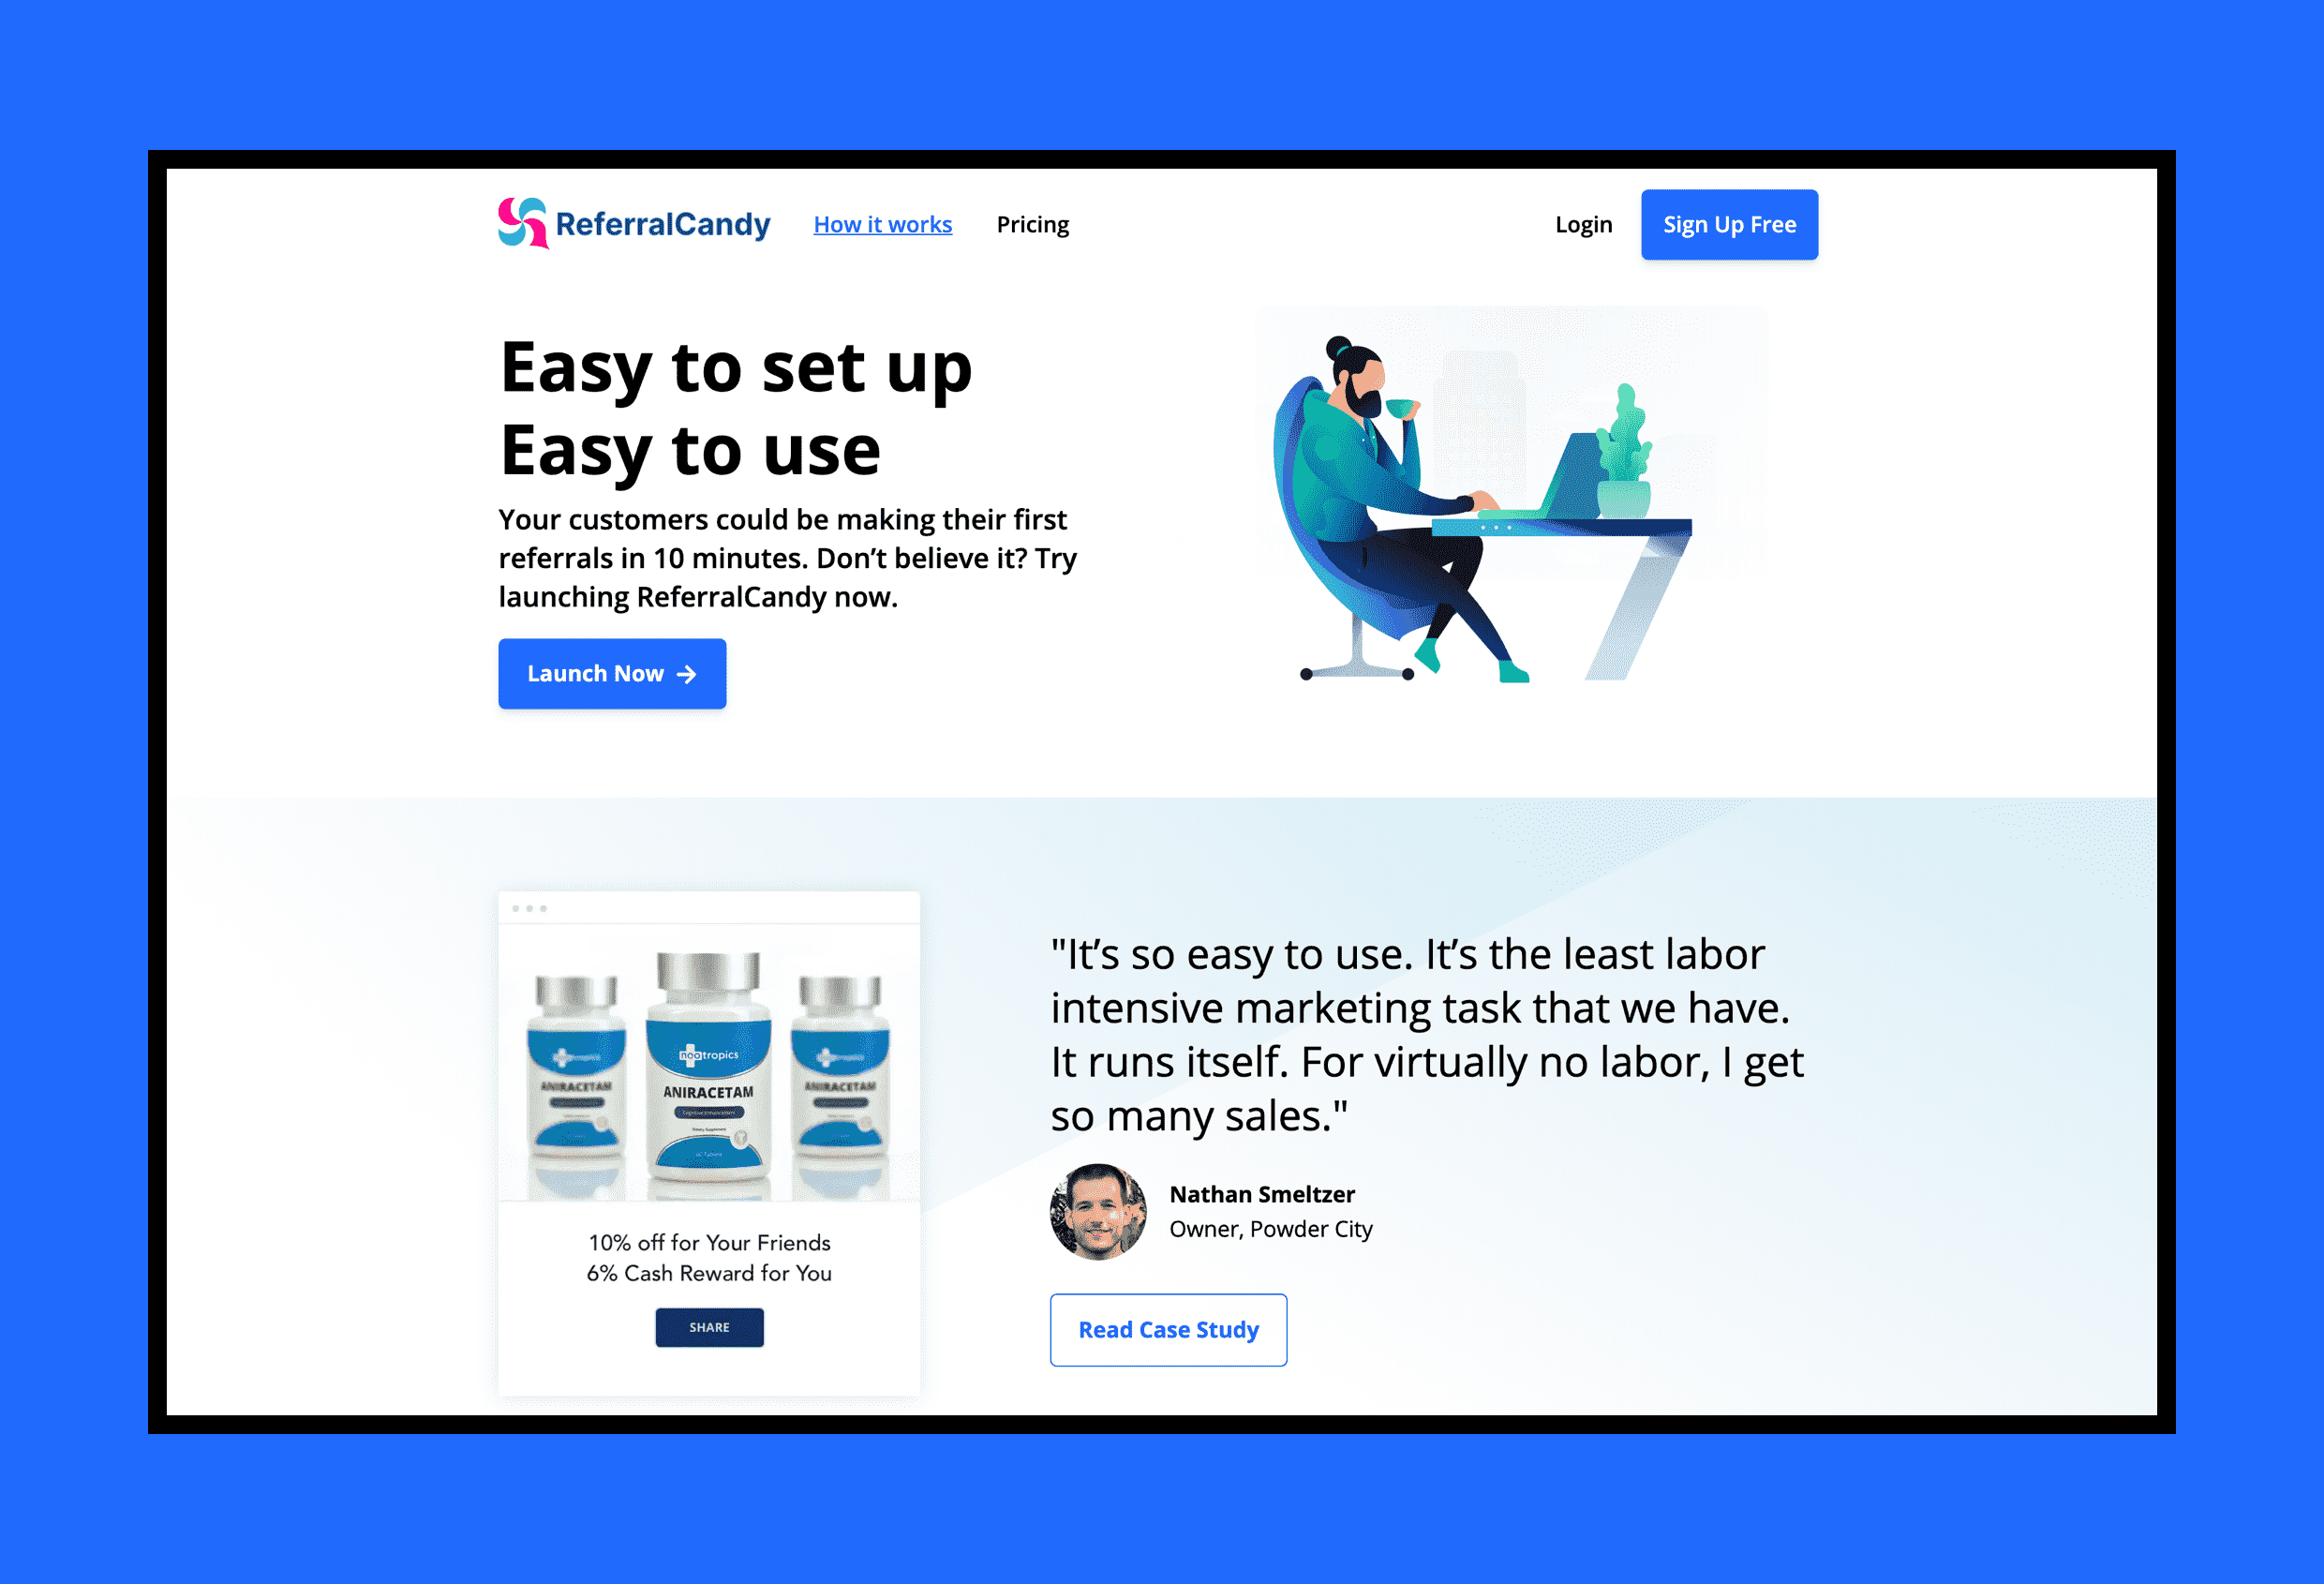 ReferralCandy
How it works
Pricing
Login
Sign Up Free
Easy to set up
Easy to use
Your customers could be making their first
referrals in 10 minutes. Don’t believe it? Try
launching ReferralCandy now.
Launch Now
nootropics
ANIRACETAM
Cognitive Enhancement
Dietary Supplement
ANIRACETAM
ANIRACETAM
10% off for Your Friends
6% Cash Reward for You
SHARE
"It’s so easy to use. It’s the least labor
intensive marketing task that we have.
It runs itself. For virtually no labor, I get
so many sales."
Nathan Smeltzer
Owner, Powder City
Read Case Study